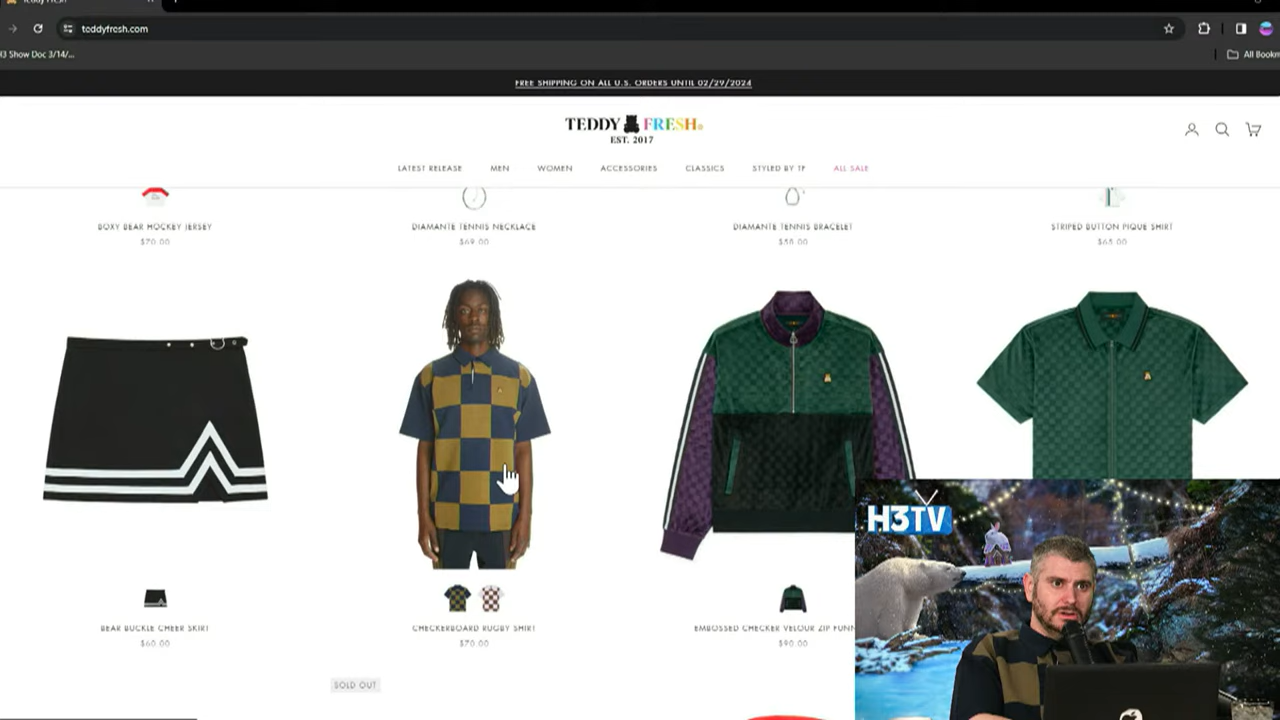 Teddy Fresh
teddyfresh.com
H3 Show Doc 3/14/...
All Bookm
FREE SHIPPING ON ALL U.S. ORDERS UNTIL 02/29/2024
TEDDY FRESH
EST. 2017
LATEST RELEASE MEN WOMEN ACCESSORIES CLASSICS STYLED BY TF ALL SALE
BOXY BEAR HOCKEY JERSEY
$70.00
DIAMANTE TENNIS NECKLACE
$69.00
DIAMANTE TENNIS BRACELET
$58.00
STRIPED BUTTON PIQUE SHIRT
$65.00
BEAR BUCKLE CHEER SKIRT
$60.00
CHECKERBOARD RUGBY SHIRT
$70.00
EMBOSSED CHECKER VELOUR ZIP FUNN
$90.00
H3TV
SOLD OUT